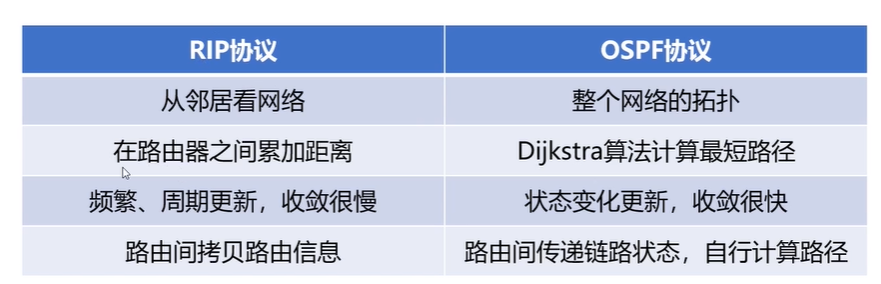 RIP协议
OSPF协议
从邻居看网络
整个网络的拓扑
在路由器之间累加距离
Dijkstra算法计算最短路径
频繁、周期更新，收敛很慢
状态变化更新，收敛很快
路由间拷贝路由信息
路由间传递链路状态，自行计算路径